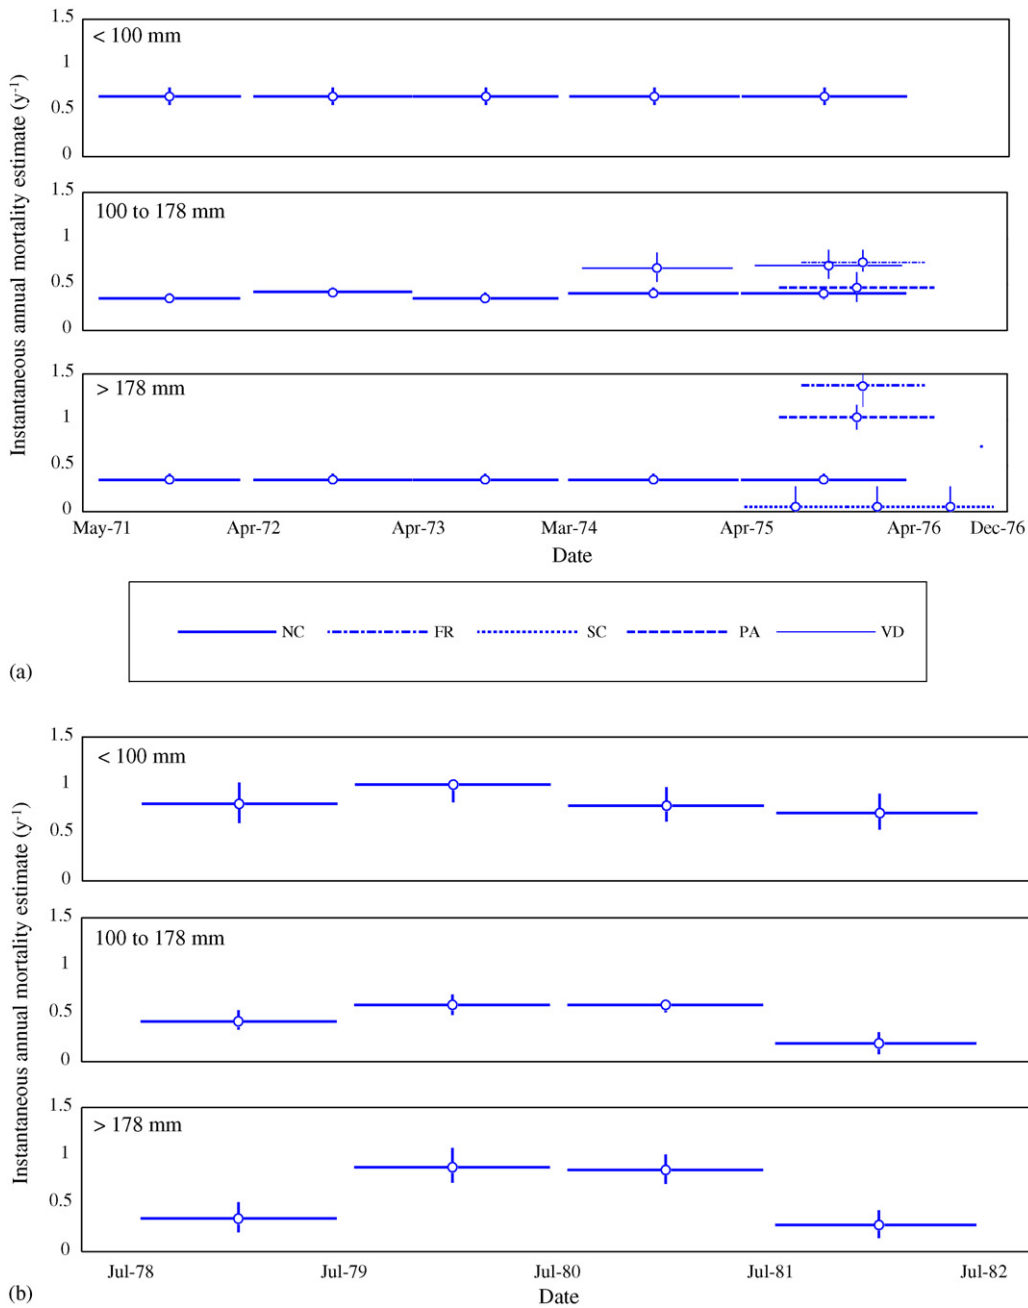 Instantaneous annual mortality estimate (y-1)
1.5
< 100 mm
1
0.5
0
1.5
100 to 178 mm
1
0.5
0
1.5
> 178 mm
1
0.5
0
May-71 Apr-72 Apr-73 Mar-74 Apr-75 Apr-76 Dec-76
Date
NC FR SC PA VD
(a)
Instantaneous annual mortality estimate (y-1)
1.5
< 100 mm
1
0.5
0
1.5
100 to 178 mm
1
0.5
0
1.5
> 178 mm
1
0.5
0
Jul-78 Jul-79 Jul-80 Jul-81 Jul-82
Date
(b)